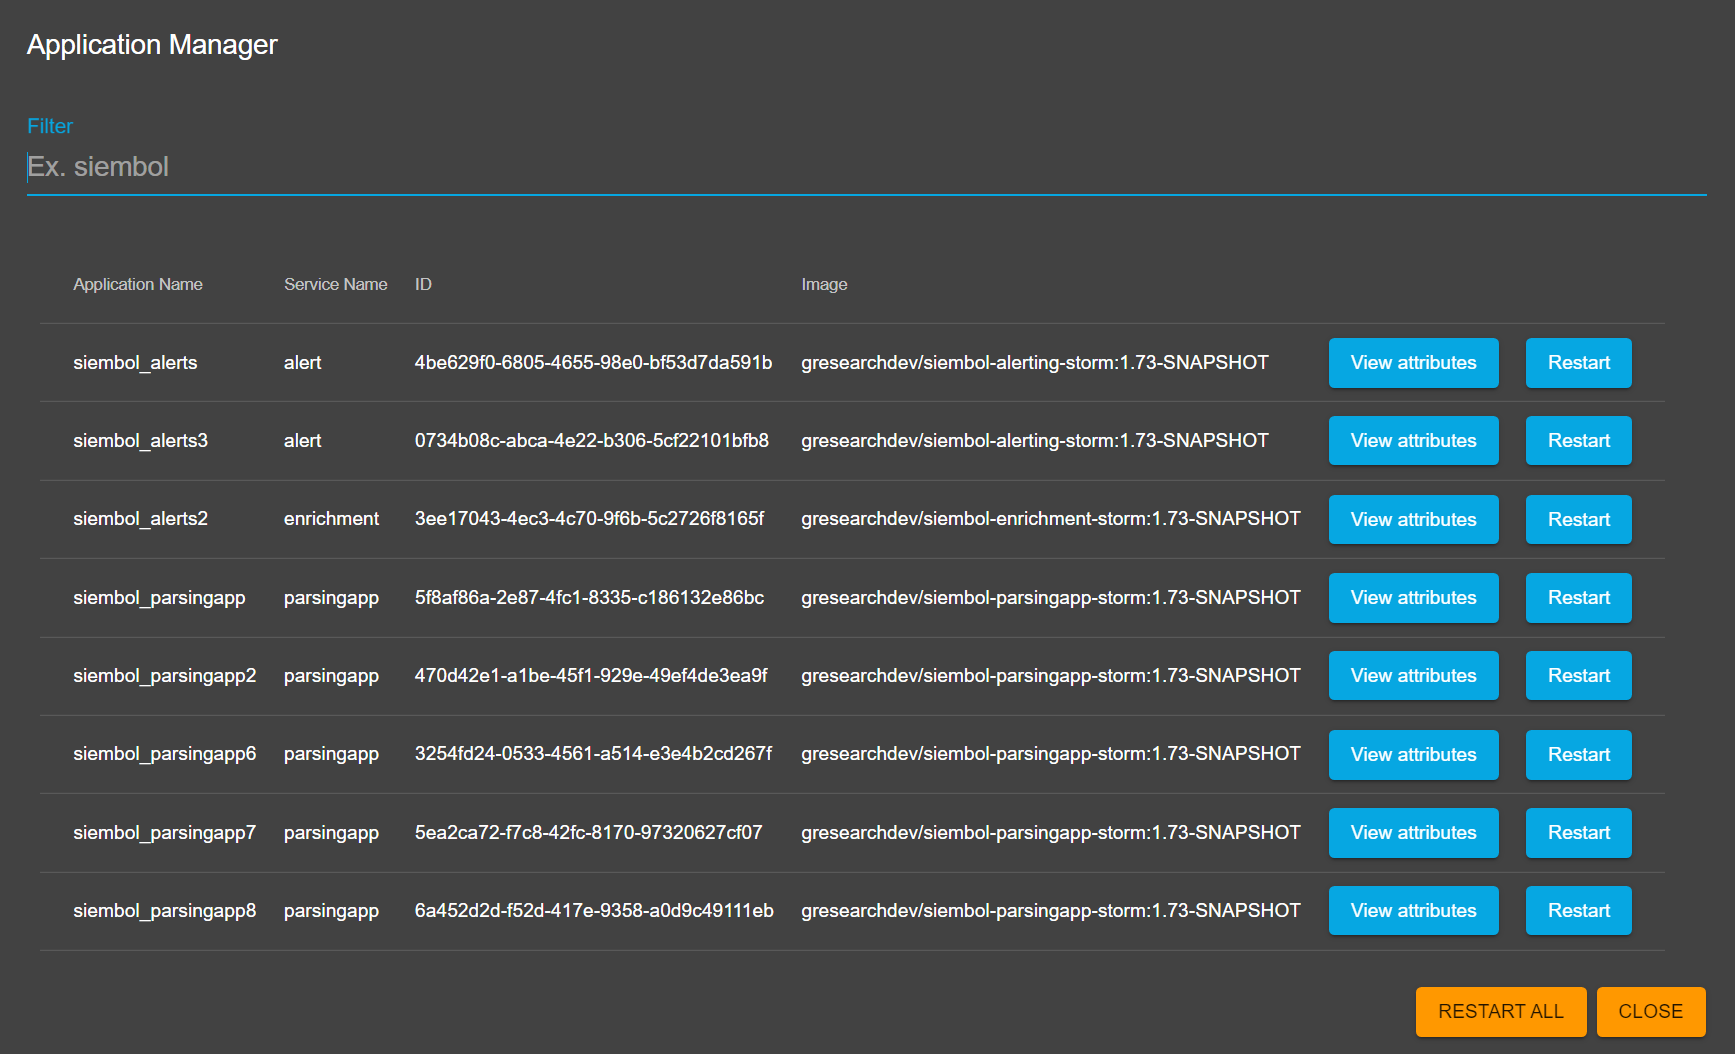 Application Manager
Filter
Ex. siembol
Application Name Service Name ID Image
siembol_alerts alert 4be629f0-6805-4655-98e0-bf53d7da591b gresearchdev/siembol-alerting-storm:1.73-SNAPSHOT View attributes Restart
siembol_alerts3 alert 0734b08c-abca-4e22-b306-5cf22101bfb8 gresearchdev/siembol-alerting-storm:1.73-SNAPSHOT View attributes Restart
siembol_alerts2 enrichment 3ee17043-4ec3-4c70-9f6b-5c2726f8165f gresearchdev/siembol-enrichment-storm:1.73-SNAPSHOT View attributes Restart
siembol_parsingapp parsingapp 5f8af86a-2e87-4fc1-8335-c186132e86bc gresearchdev/siembol-parsingapp-storm:1.73-SNAPSHOT View attributes Restart
siembol_parsingapp2 parsingapp 470d42e1-a1be-45f1-929e-49ef4de3ea9f gresearchdev/siembol-parsingapp-storm:1.73-SNAPSHOT View attributes Restart
siembol_parsingapp6 parsingapp 3254fd24-0533-4561-a514-e3e4b2cd267f gresearchdev/siembol-parsingapp-storm:1.73-SNAPSHOT View attributes Restart
siembol_parsingapp7 parsingapp 5ea2ca72-f7c8-42fc-8170-97320627cf07 gresearchdev/siembol-parsingapp-storm:1.73-SNAPSHOT View attributes Restart
siembol_parsingapp8 parsingapp 6a452d2d-f52d-417e-9358-a0d9c49111eb gresearchdev/siembol-parsingapp-storm:1.73-SNAPSHOT View attributes Restart
RESTART ALL CLOSE